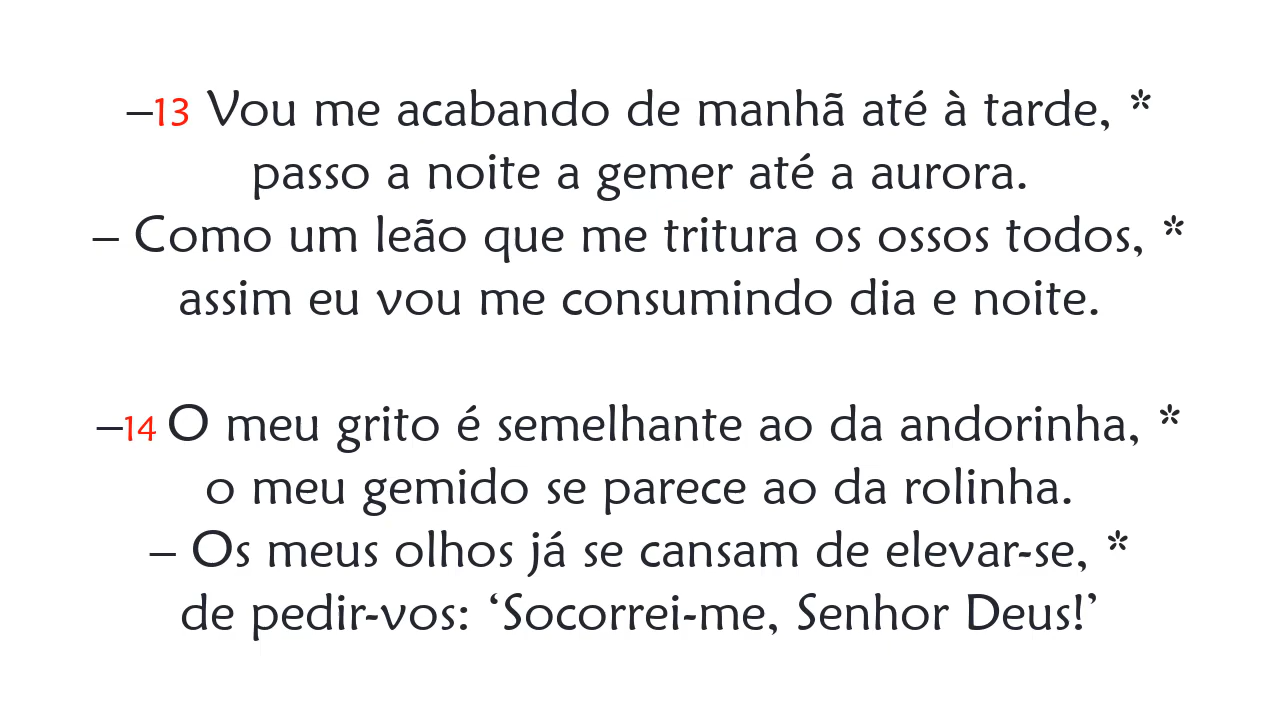 –13 Vou me acabando de manhã até à tarde, *
passo a noite a gemer até a aurora.
– Como um leão que me tritura os ossos todos, *
assim eu vou me consumindo dia e noite.
–14 O meu grito é semelhante ao da andorinha, *
o meu gemido se parece ao da rolinha.
– Os meus olhos já se cansam de elevar-se, *
de pedir-vos: ‘Socorrei-me, Senhor Deus!’